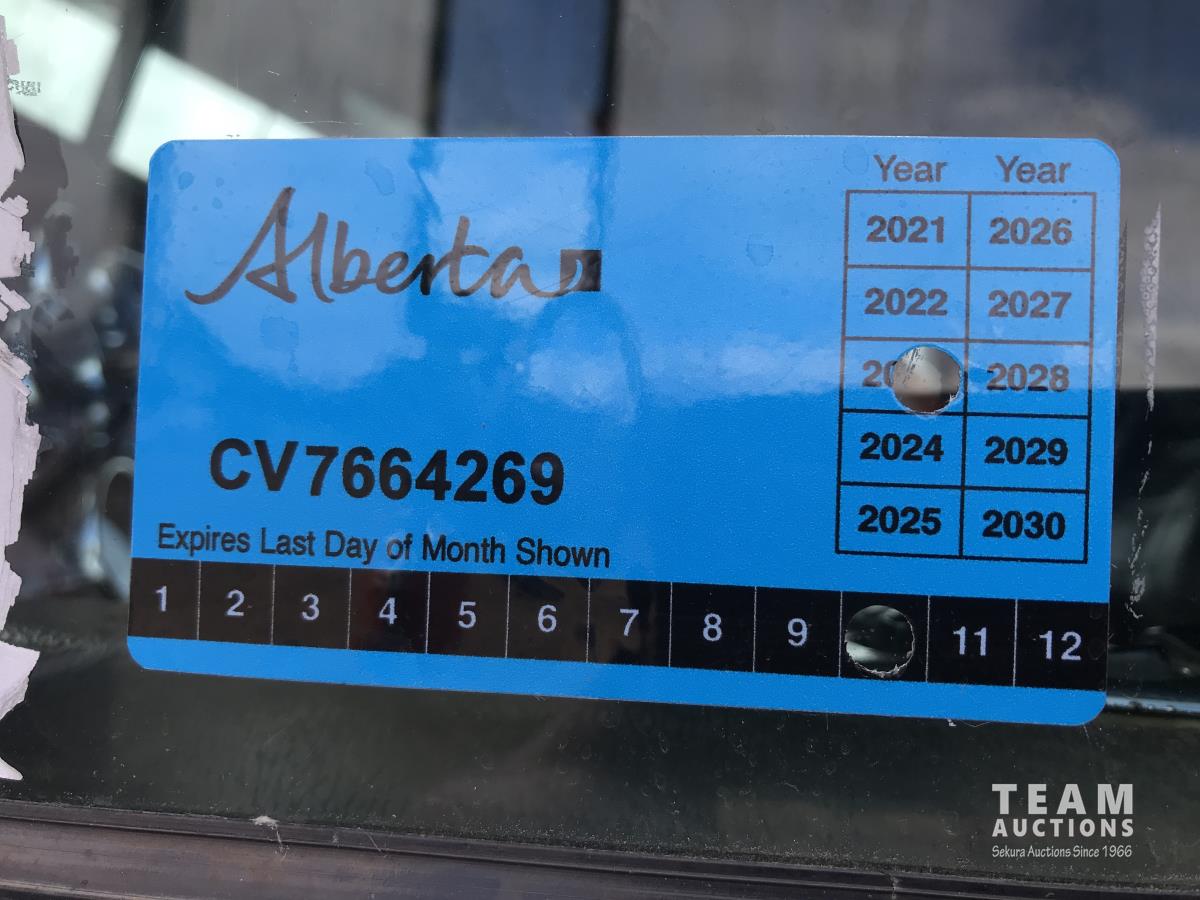 Alberta
Year Year
2021 2026
2022 2027
2028
2024 2029
2025 2030
CV7664269
Expires Last Day of Month Shown
1 2 3 4 5 6 7 8 9 11 12
TEAM
AUCTIONS
Sekura Auctions Since 1966